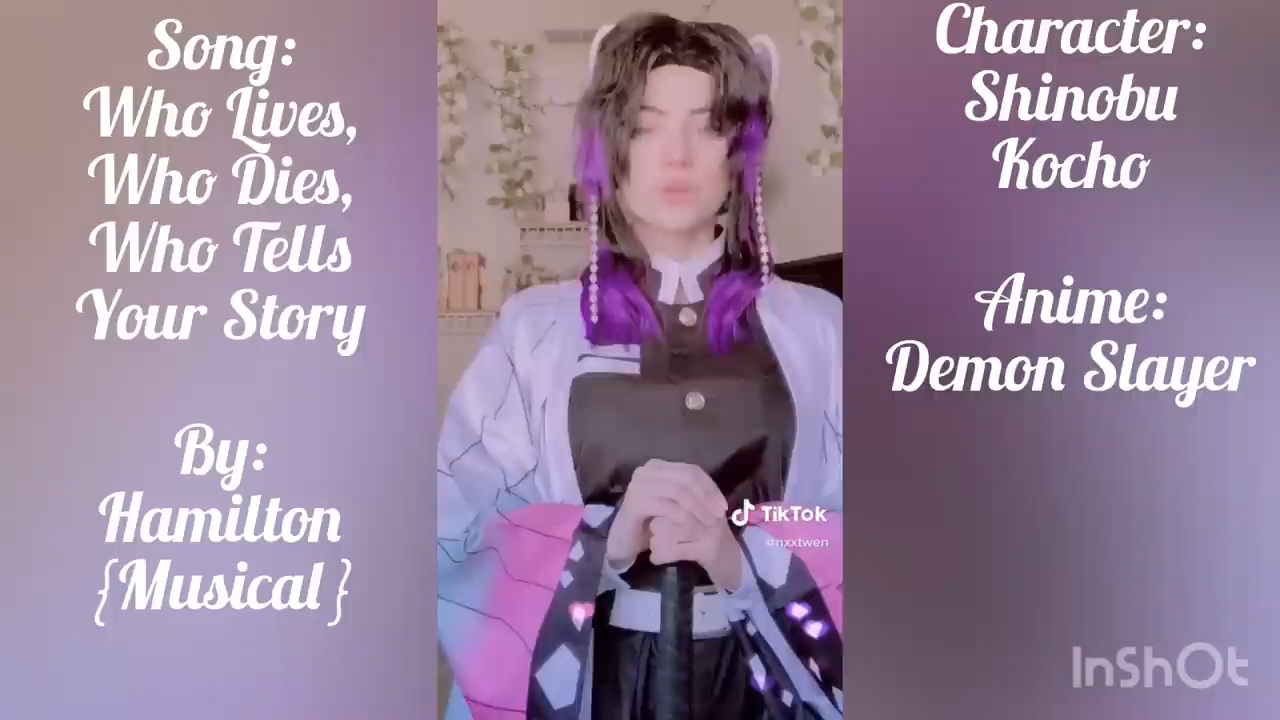 Song:
Who Lives,
Who Dies,
Who Tells
Your Story
By:
Hamilton
{Musical}
TikTok
@nxxtwen
Character:
Shinobu
Kocho
Anime:
Demon Slayer
InShOt